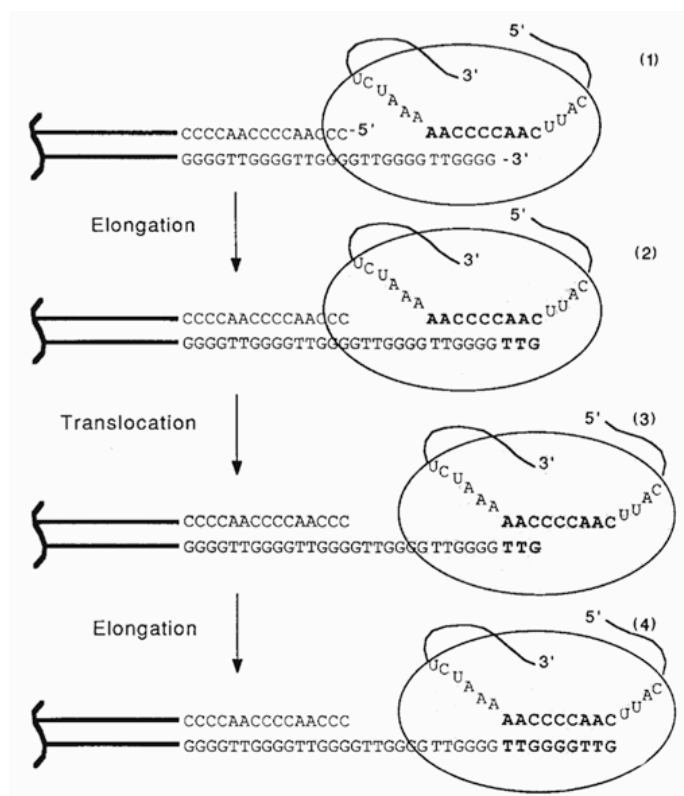 5' (1)
3'
UCUAAA AACCCCAAC UUAC
CCCCAACCCCAACCC-5'
GGGGTTGGGGTTGGGGTTGGGGTTGGGG -3'
Elongation
5' (2)
3'
UCUAAA AACCCCAAC UUAC
CCCCAACCCCAACCC
GGGGTTGGGGTTGGGGTTGGGGTTGGGG TTG
Translocation
5' (3)
3'
UCUAAA AACCCCAAC UUAC
CCCCAACCCCAACCC
GGGGTTGGGGTTGGGGTTGGGGTTGGGG TTG
Elongation
5' (4)
3'
UCUAAA AACCCCAAC UUAC
CCCCAACCCCAACCC
GGGGTTGGGGTTGGGGTTGGGGTTGGGG TTGGGGTTG